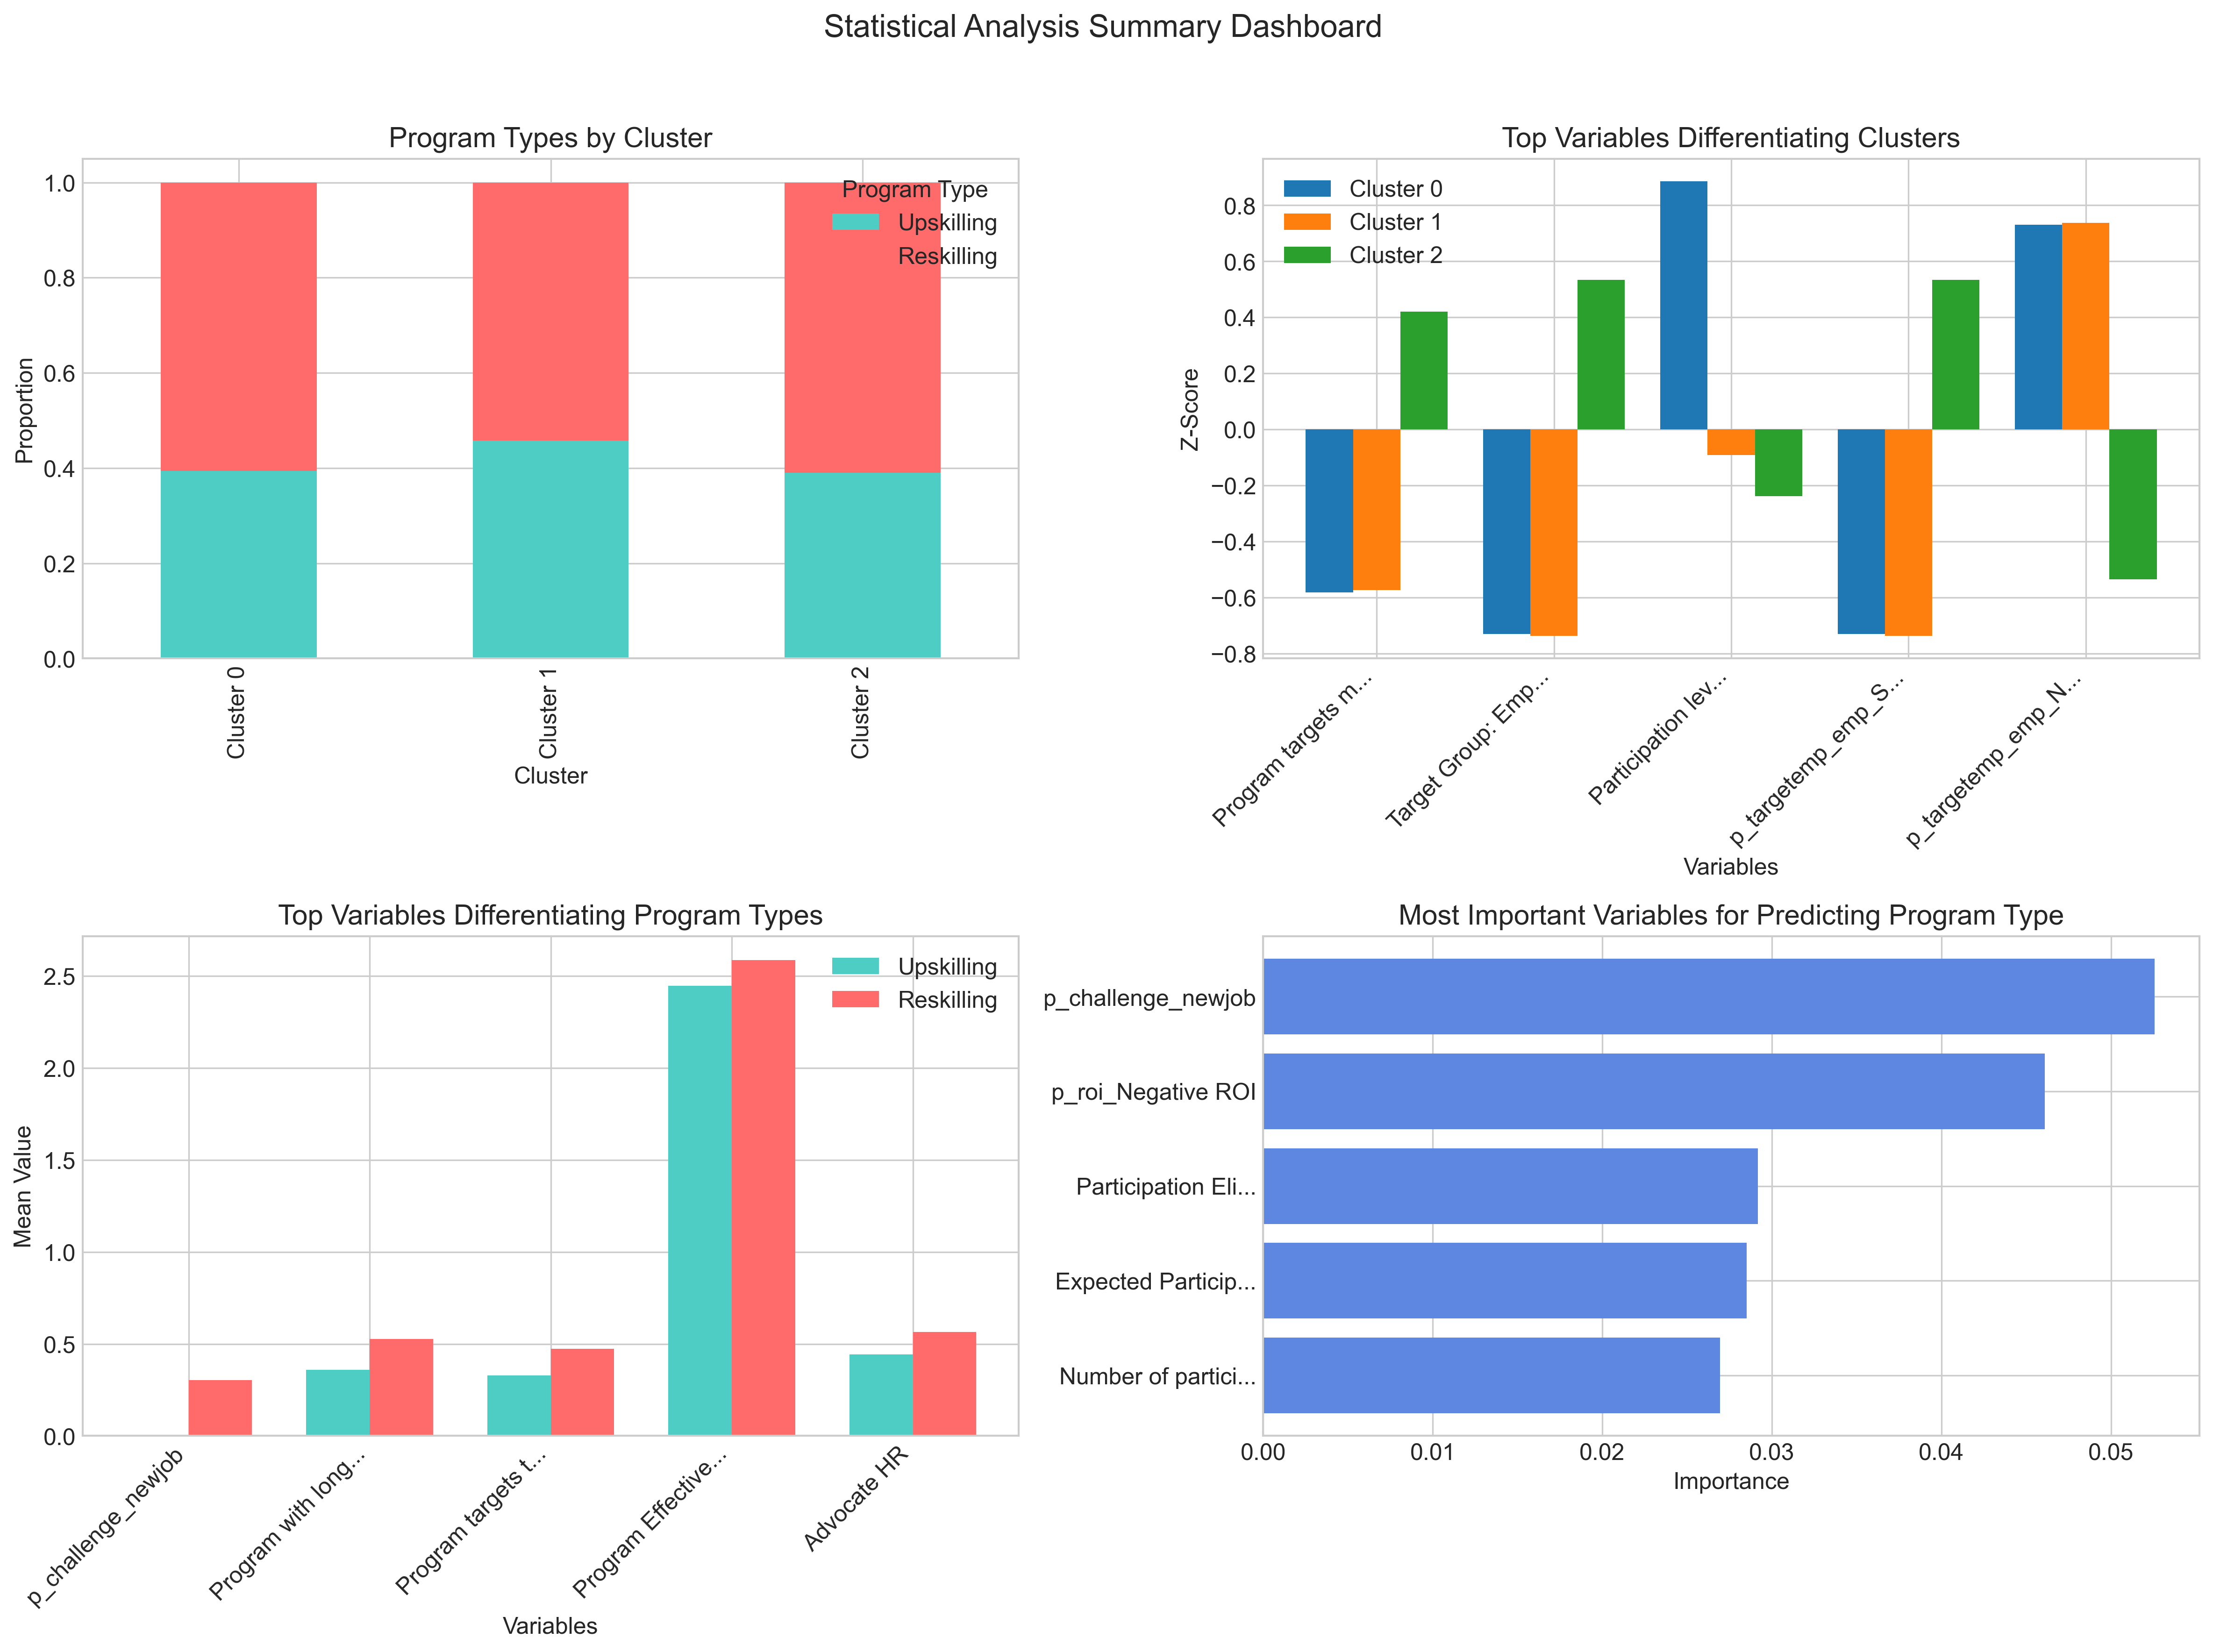 Statistical Analysis Summary Dashboard
Program Types by Cluster
Proportion
1.0
0.8
0.6
0.4
0.2
0.0
Program Type
Upskilling
Reskilling
Cluster 0
Cluster 1
Cluster 2
Cluster
Top Variables Differentiating Clusters
Z-Score
0.8
0.6
0.4
0.2
0.0
−0.2
−0.4
−0.6
−0.8
Cluster 0
Cluster 1
Cluster 2
Program targets m...
Target Group: Emp...
Participation lev...
p_targetemp_emp_S...
p_targetemp_emp_N...
Variables
Top Variables Differentiating Program Types
Mean Value
2.5
2.0
1.5
1.0
0.5
0.0
Upskilling
Reskilling
p_challenge_newjob
Program with long...
Program targets t...
Program Effective...
Advocate HR
Variables
Most Important Variables for Predicting Program Type
p_challenge_newjob
p_roi_Negative ROI
Participation Eli...
Expected Particip...
Number of partici...
0.00
0.01
0.02
0.03
0.04
0.05
Importance